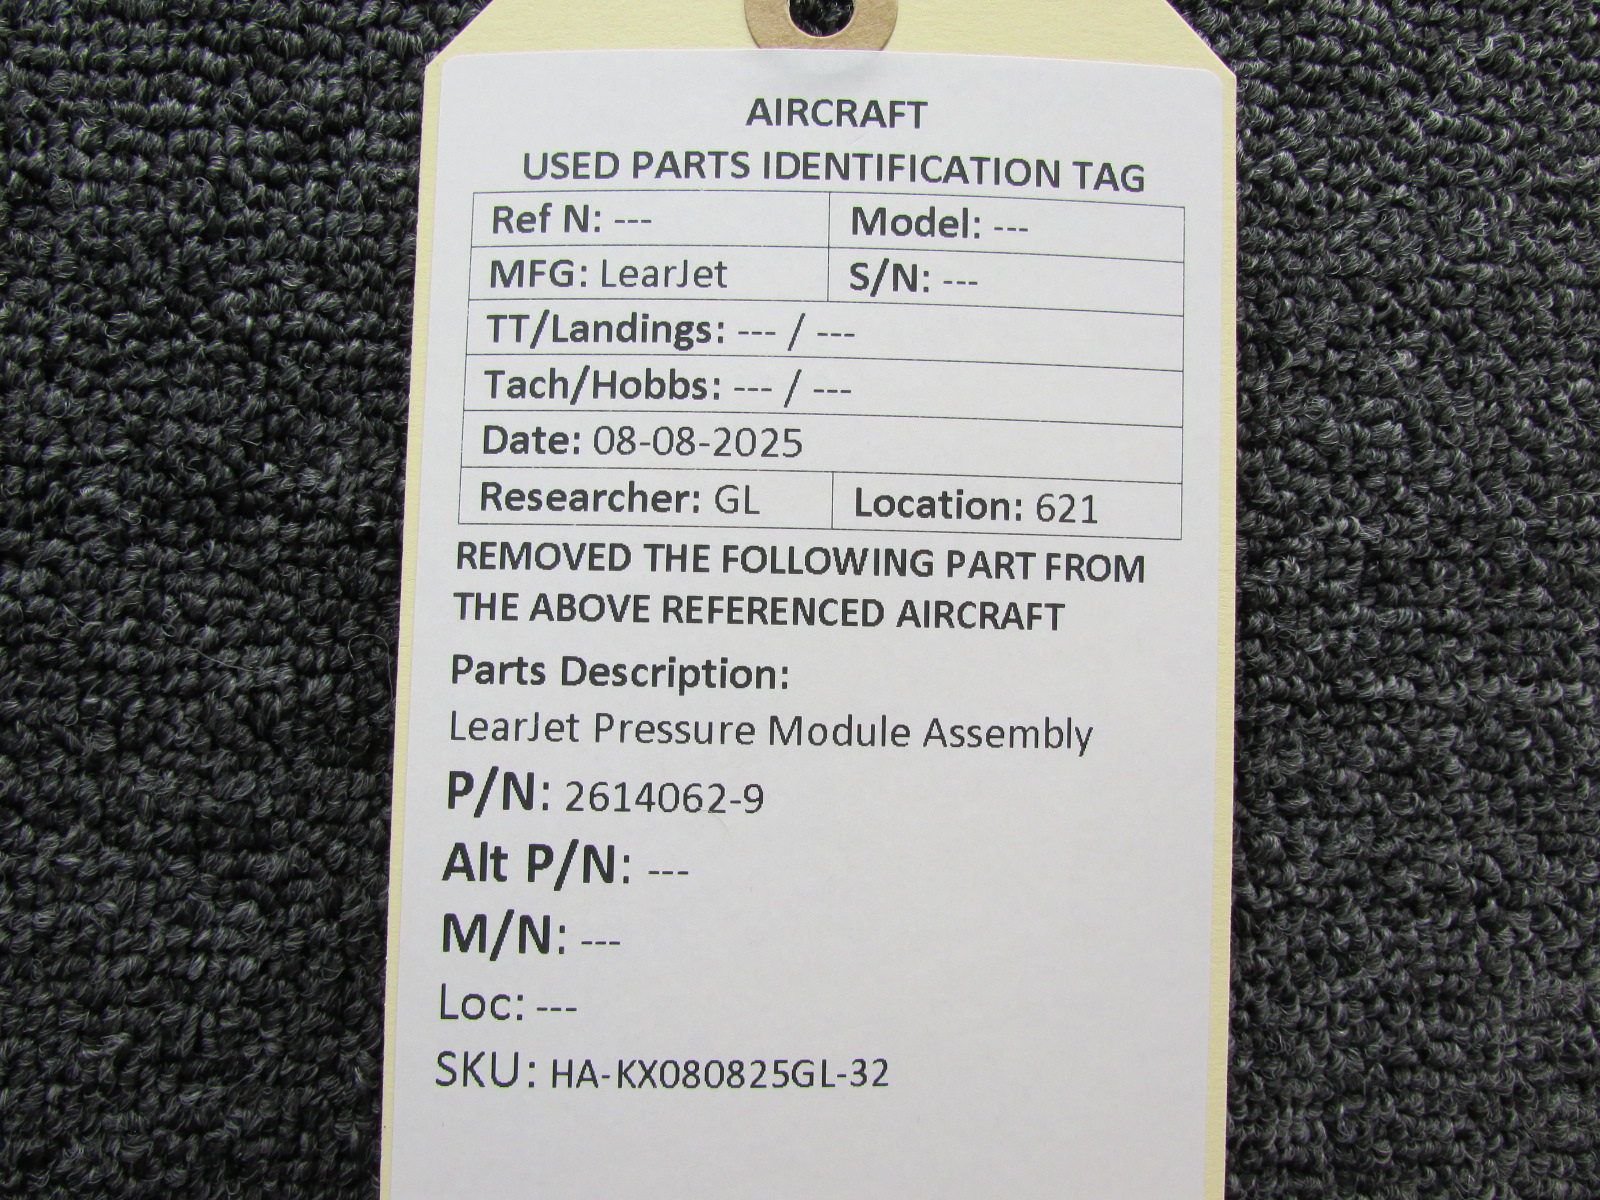 AIRCRAFT
USED PARTS IDENTIFICATION TAG
Ref N: --- Model: ---
MFG: LearJet S/N: ---
TT/Landings: --- / ---
Tach/Hobbs: --- / ---
Date: 08-08-2025
Researcher: GL Location: 621
REMOVED THE FOLLOWING PART FROM
THE ABOVE REFERENCED AIRCRAFT
Parts Description:
LearJet Pressure Module Assembly
P/N: 2614062-9
Alt P/N: ---
M/N: ---
Loc: ---
SKU: HA-KX080825GL-32